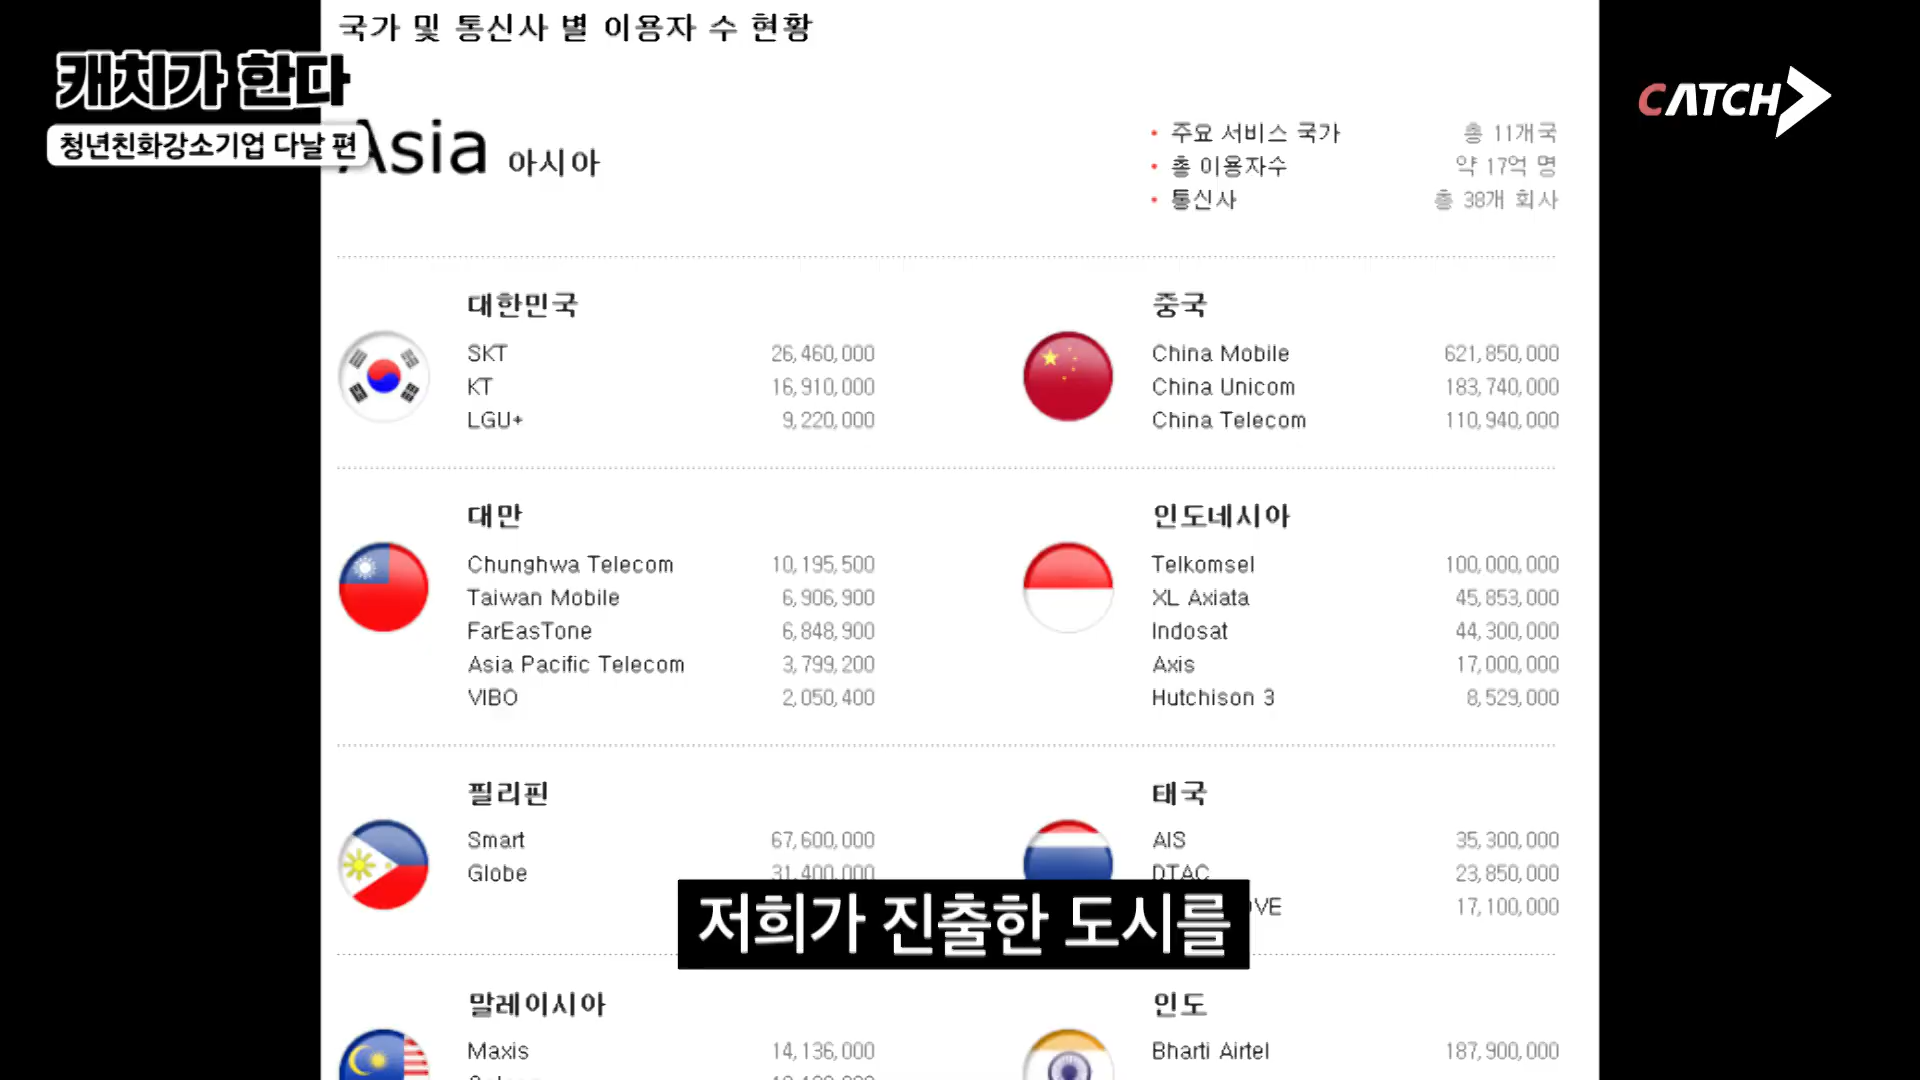 국가 및 통신사 별 이용자 수 현황
캐치가 한다
청년친화강소기업 다날 편
CATCH
Asia 아시아
• 주요 서비스 국가 총 11개국
• 총 이용자수 약 17억 명
• 통신사 총 38개 회사
대한민국
SKT 26,460,000
KT 16,910,000
LGU+ 9,220,000
중국
China Mobile 621,850,000
China Unicom 183,740,000
China Telecom 110,940,000
대만
Chunghwa Telecom 10,195,500
Taiwan Mobile 6,906,900
FarEasTone 6,848,900
Asia Pacific Telecom 3,799,200
VIBO 2,050,400
인도네시아
Telkomsel 100,000,000
XL Axiata 45,853,000
Indosat 44,300,000
Axis 17,000,000
Hutchison 3 8,529,000
필리핀
Smart 67,600,000
Globe 31,400,000
태국
AIS 35,300,000
DTAC 23,850,000
17,100,000
저희가 진출한 도시를
말레이시아
Maxis 14,136,000
인도
Bharti Airtel 187,900,000